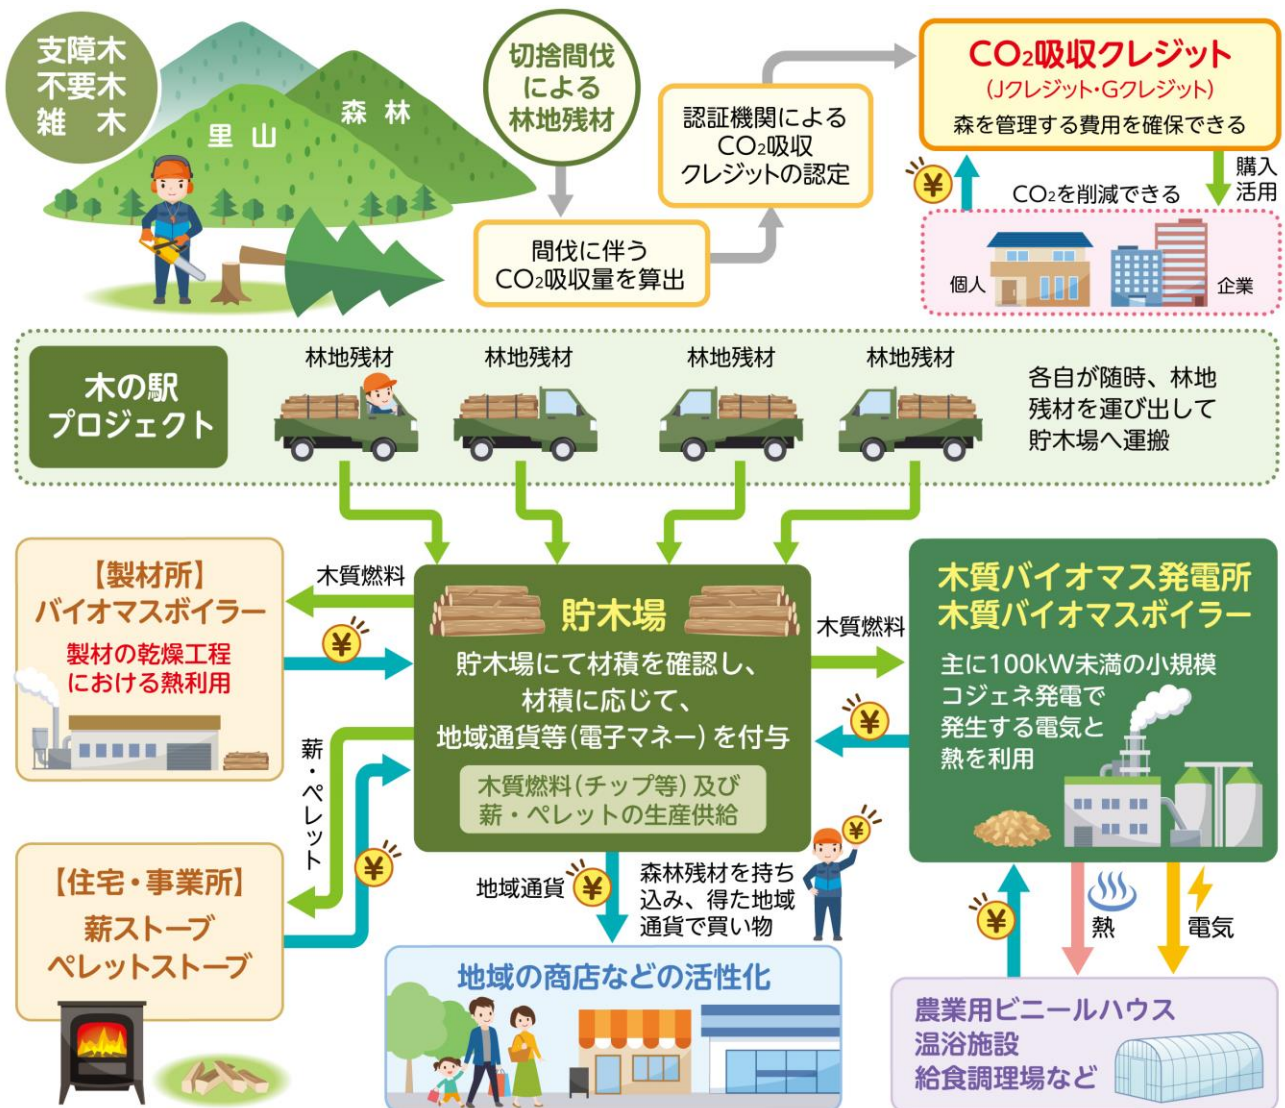 支障木
不要木
雑　木
里 山
森 林
切捨間伐
による
林地残材
間伐に伴う
CO₂吸収量を算出
認証機関による
CO₂吸収
クレジットの認定
CO₂吸収クレジット
(Jクレジット・Gクレジット)
森を管理する費用を確保できる
¥
CO₂を削減できる
購入
活用
個人
企業
木の駅
プロジェクト
林地残材
林地残材
林地残材
林地残材
各自が随時、林地
残材を運び出して
貯木場へ運搬
【製材所】
バイオマスボイラー
製材の乾燥工程
における熱利用
木質燃料
¥
貯木場
貯木場にて材積を確認し、
材積に応じて、
地域通貨等(電子マネー)を付与
木質燃料(チップ等)及び
薪・ペレットの生産供給
木質燃料
¥
木質バイオマス発電所
木質バイオマスボイラー
主に100kW未満の小規模
コジェネ発電で
発生する電気と
熱を利用
薪・ペレット
¥
【住宅・事業所】
薪ストーブ
ペレットストーブ
地域通貨
¥
森林残材を持ち
込み、得た地域
通貨で買い物
¥
地域の商店などの活性化
¥
熱
電気
農業用ビニールハウス
温浴施設
給食調理場など